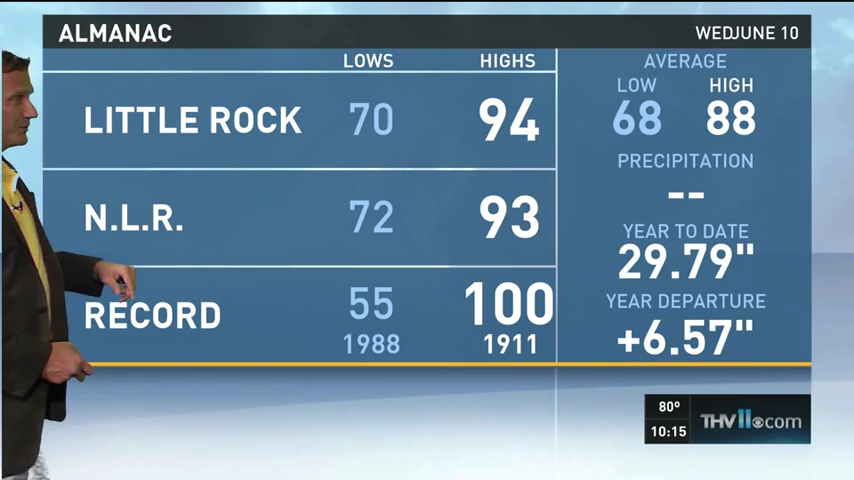 ALMANAC
WEDJUNE 10
LOWS HIGHS
LITTLE ROCK 70 94
N.L.R. 72 93
RECORD 55 100
1988 1911
AVERAGE
LOW HIGH
68 88
PRECIPITATION
--
YEAR TO DATE
29.79"
YEAR DEPARTURE
+6.57"
80°
10:15
THV11.com